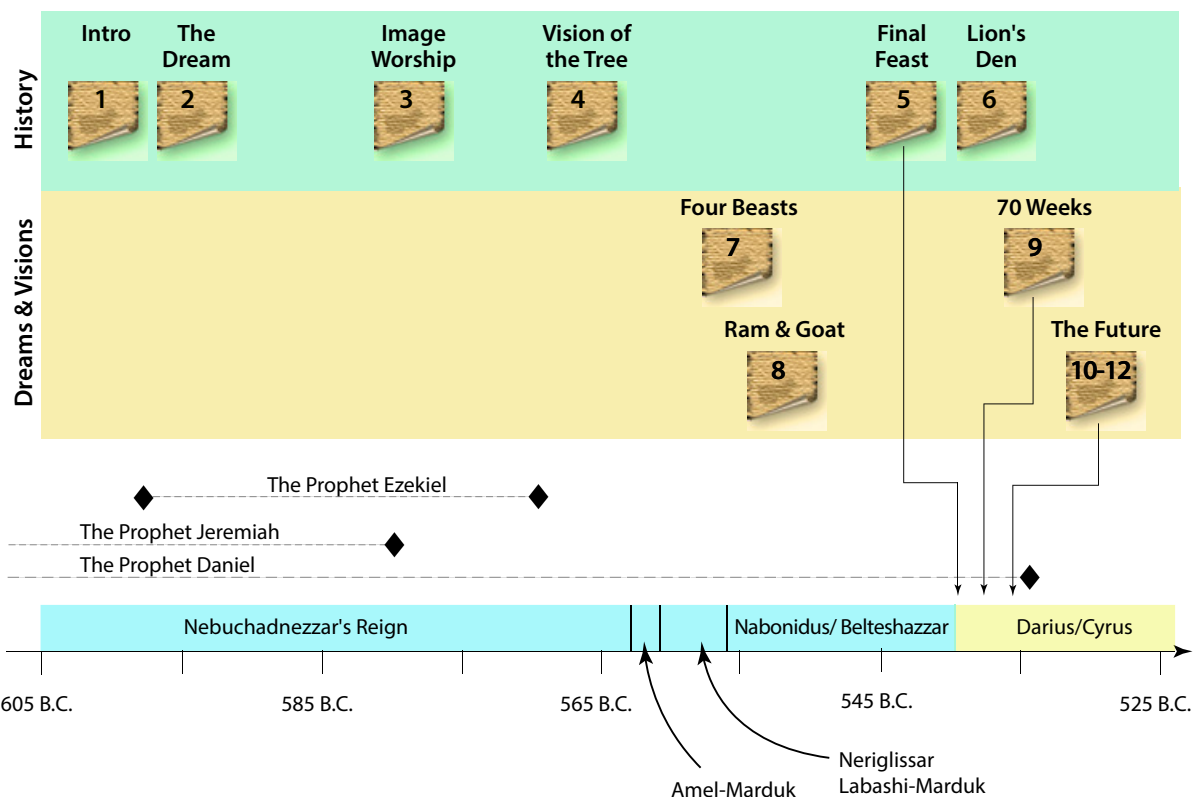 History
Intro
The
Dream
Image
Worship
Vision of
the Tree
Final
Feast
Lion's
Den
1
2
3
4
5
6
Dreams & Visions
Four Beasts
7
70 Weeks
9
Ram & Goat
8
The Future
10-12
The Prophet Ezekiel
The Prophet Jeremiah
The Prophet Daniel
Nebuchadnezzar's Reign
Nabonidus/ Belteshazzar
Darius/Cyrus
605 B.C.
585 B.C.
565 B.C.
545 B.C.
525 B.C.
Amel-Marduk
Neriglissar
Labashi-Marduk